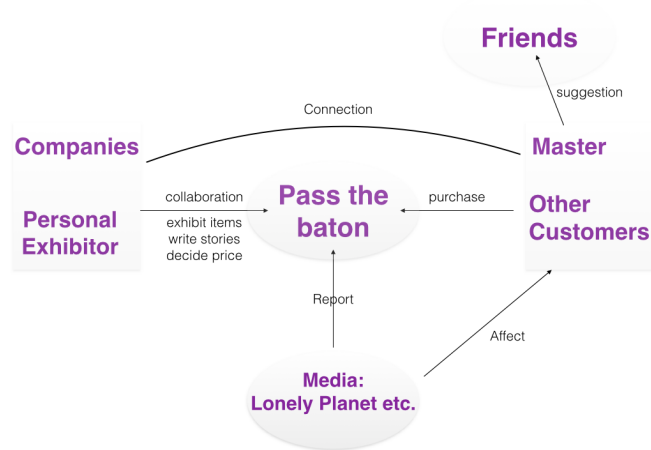 Friends
suggestion
Connection
Companies
Master
collaboration
Pass the
baton
purchase
Personal
Exhibitor
exhibit items
write stories
decide price
Other
Customers
Report
Affect
Media:
Lonely Planet etc.